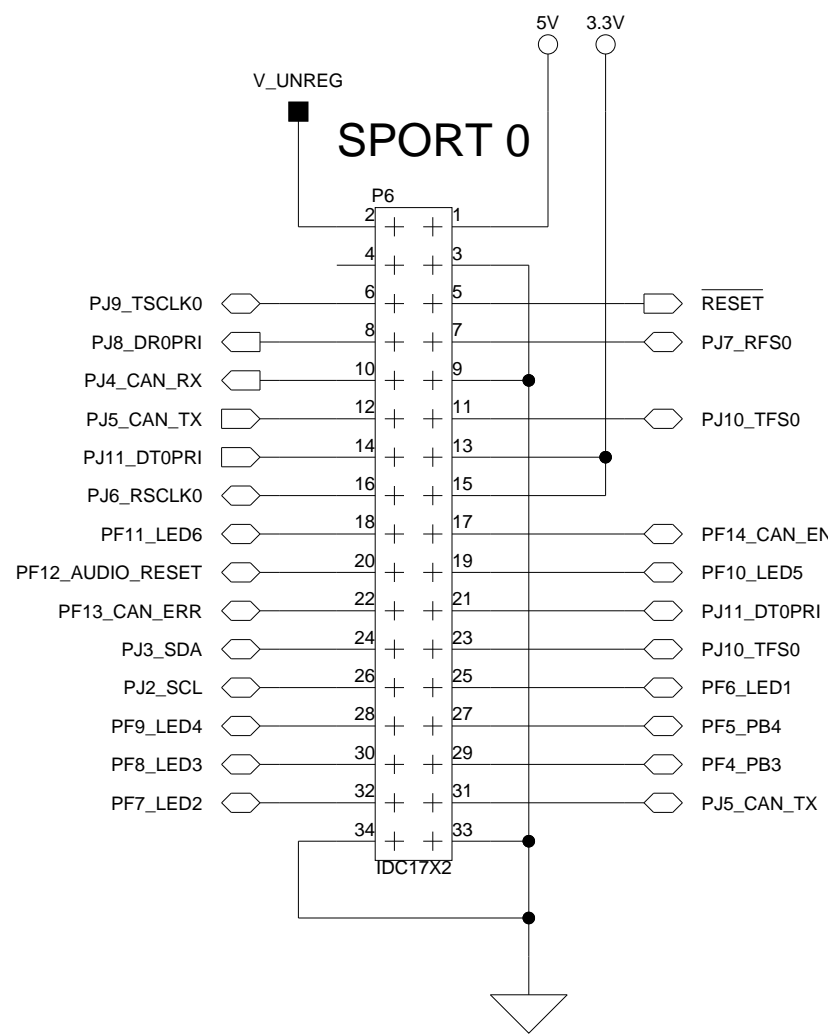 5V 3.3V
V_UNREG
SPORT 0
P6
2 1
4 3
PJ9_TSCLK0 6 5 RESET
PJ8_DR0PRI 8 7 PJ7_RFS0
PJ4_CAN_RX 10 9
PJ5_CAN_TX 12 11 PJ10_TFS0
PJ11_DT0PRI 14 13
PJ6_RSCLK0 16 15
PF11_LED6 18 17 PF14_CAN_EN
PF12_AUDIO_RESET 20 19 PF10_LED5
PF13_CAN_ERR 22 21 PJ11_DT0PRI
PJ3_SDA 24 23 PJ10_TFS0
PJ2_SCL 26 25 PF6_LED1
PF9_LED4 28 27 PF5_PB4
PF8_LED3 30 29 PF4_PB3
PF7_LED2 32 31 PJ5_CAN_TX
34 33
IDC17X2